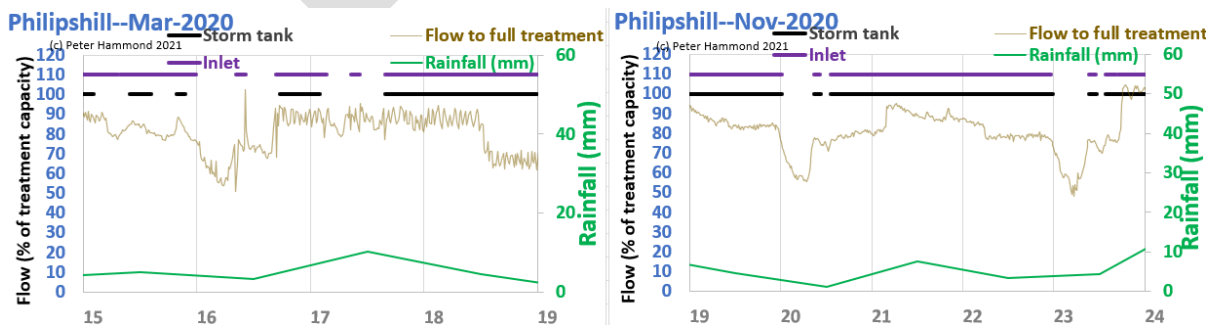 Philipshill--Mar-2020
(c) Peter Hammond 2021
Storm tank
Flow to full treatment
Inlet
Rainfall (mm)
Flow (% of treatment capacity)
120
110
100
90
80
70
60
50
40
30
20
10
0
60
40
20
0
Rainfall (mm)
15 16 17 18 19
Philipshill--Nov-2020
(c) Peter Hammond 2021
Storm tank
Flow to full treatment
Inlet
Rainfall (mm)
Flow (% of treatment capacity)
120
110
100
90
80
70
60
50
40
30
20
10
0
60
50
40
30
20
10
0
Rainfall (mm)
19 20 21 22 23 24